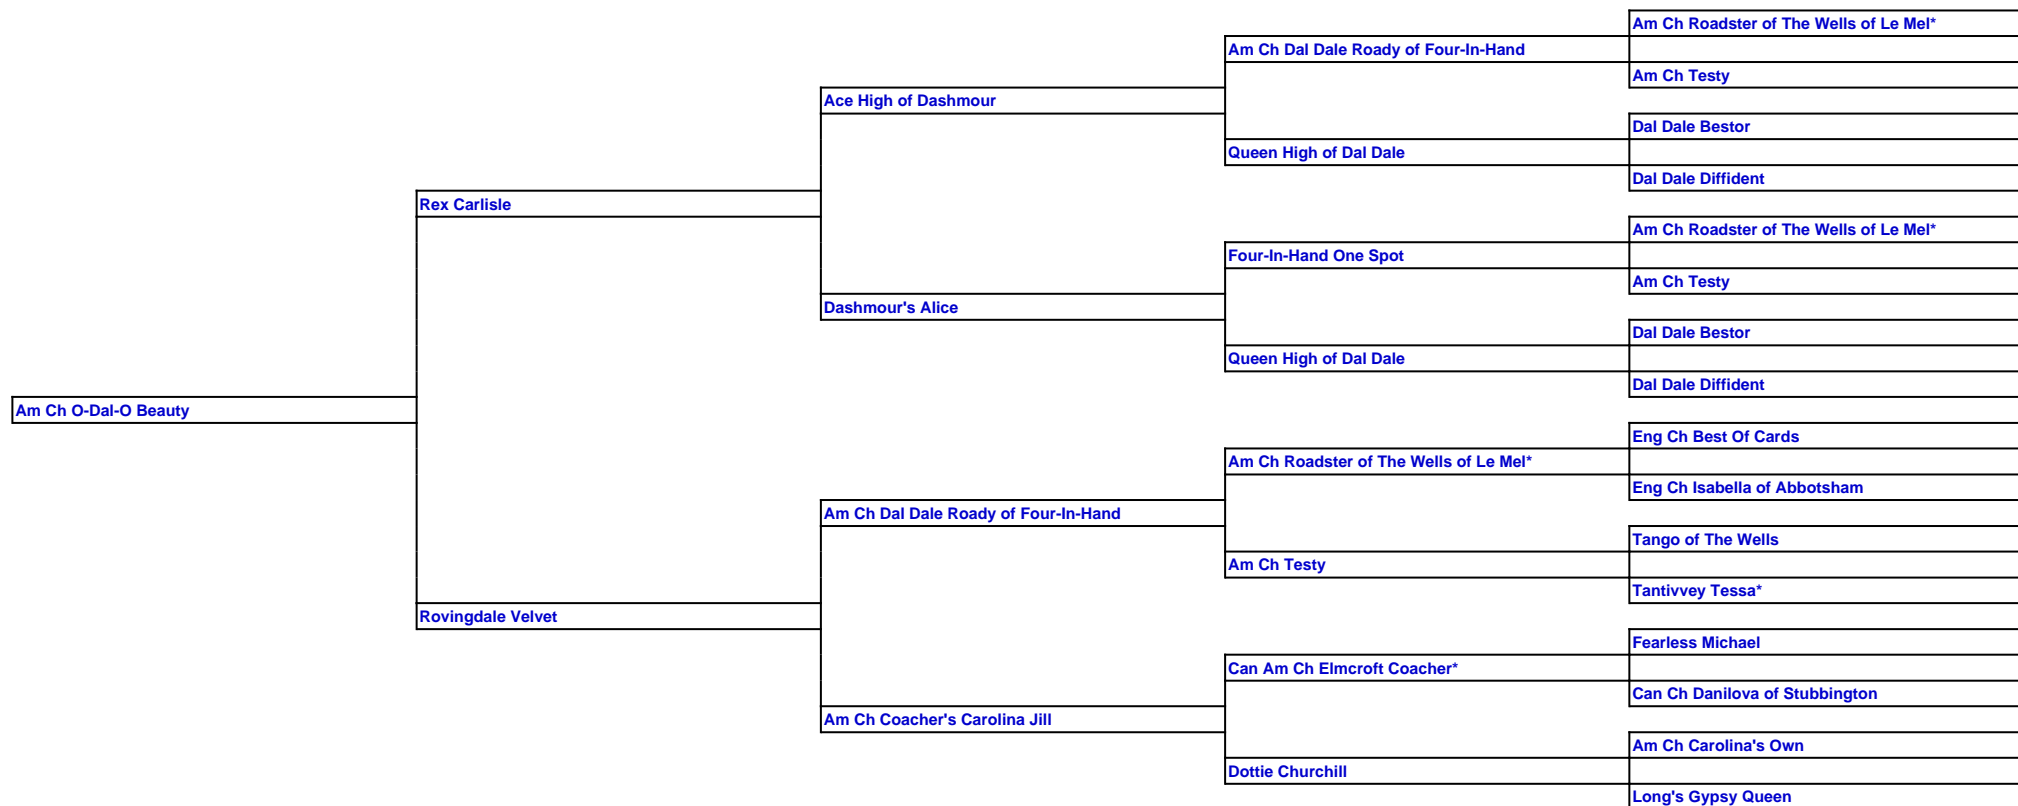 Am Ch Roadster of The Wells of Le Mel*
Am Ch Dal Dale Roady of Four-In-Hand
Am Ch Testy
Ace High of Dashmour
Dal Dale Bestor
Queen High of Dal Dale
Dal Dale Diffident
Rex Carlisle
Am Ch Roadster of The Wells of Le Mel*
Four-In-Hand One Spot
Am Ch Testy
Dashmour's Alice
Dal Dale Bestor
Queen High of Dal Dale
Dal Dale Diffident
Am Ch O-Dal-O Beauty
Eng Ch Best Of Cards
Am Ch Roadster of The Wells of Le Mel*
Eng Ch Isabella of Abbotsham
Am Ch Dal Dale Roady of Four-In-Hand
Tango of The Wells
Am Ch Testy
Tantivvey Tessa*
Rovingdale Velvet
Fearless Michael
Can Am Ch Elmcroft Coacher*
Can Ch Danilova of Stubbington
Am Ch Coacher's Carolina Jill
Am Ch Carolina's Own
Dottie Churchill
Long's Gypsy Queen